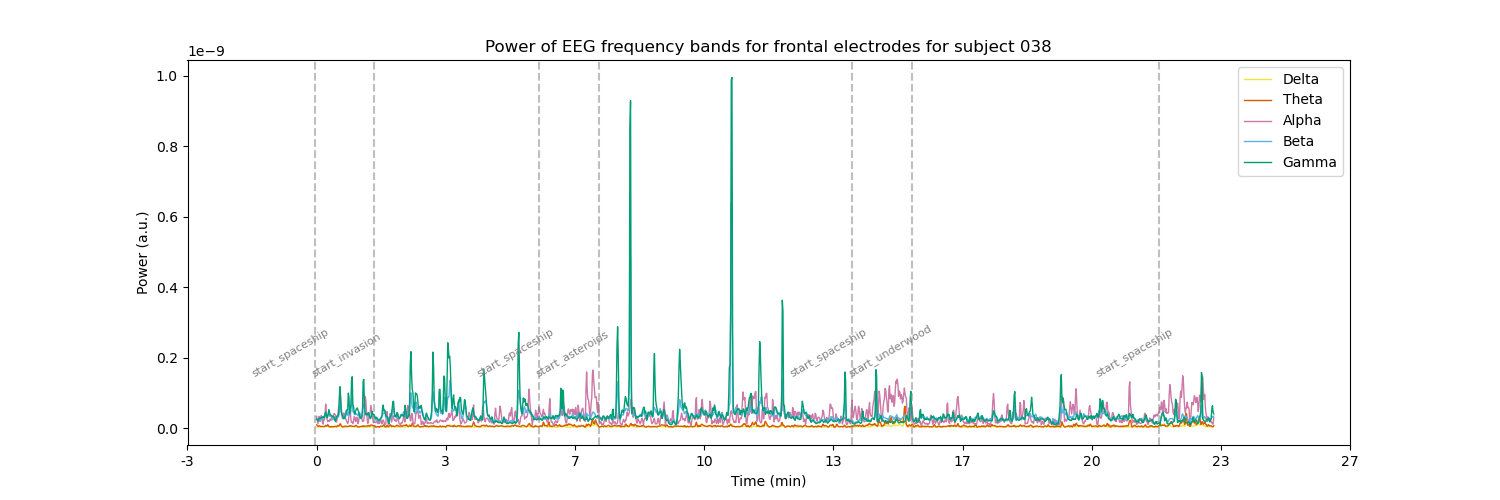 Power of EEG frequency bands for frontal electrodes for subject 038
1e−9
1.0
0.8
0.6
0.4
0.2
0.0
Power (a.u.)
start_spaceship
start_invasion
start_spaceship
start_asteroids
start_spaceship
start_underwood
start_spaceship
Delta
Theta
Alpha
Beta
Gamma
-3 0 3 7 10 13 17 20 23 27
Time (min)